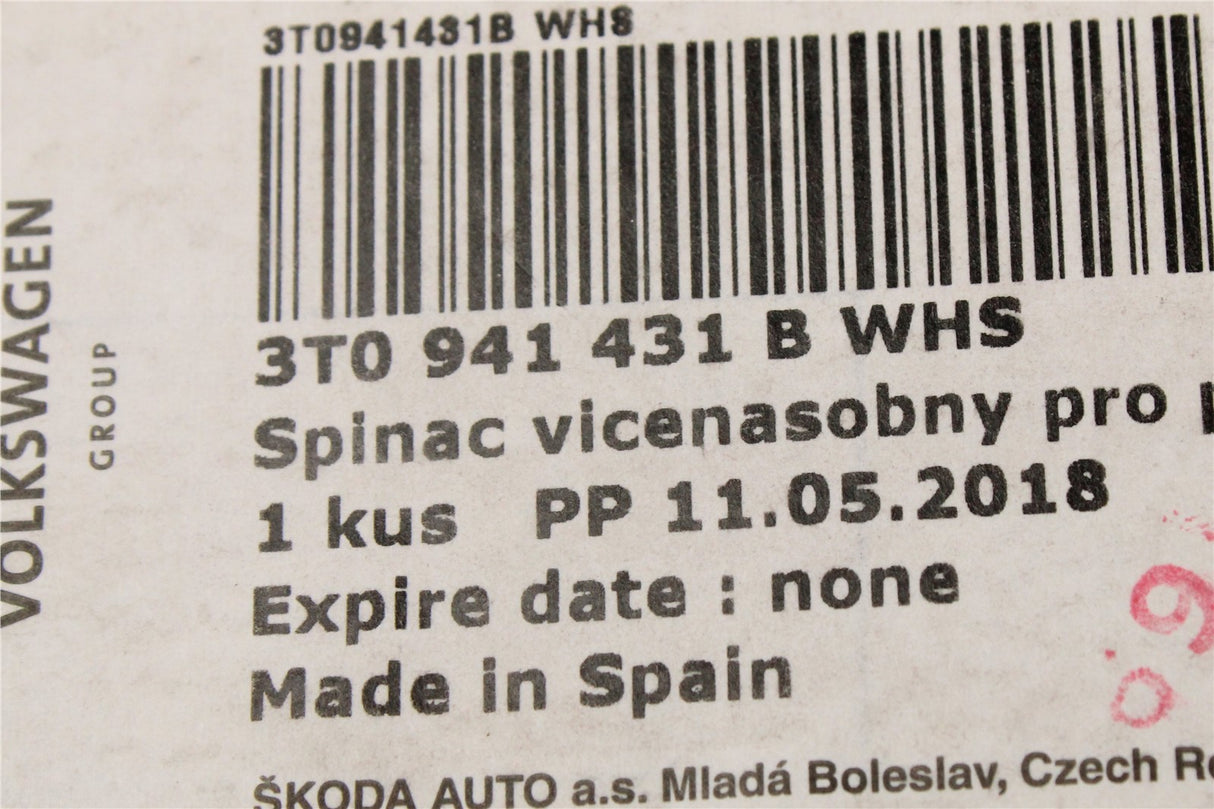 3T0941431B WHS
3T0 941 431 B WHS
Spinac vicenasobny pro
1 kus PP 11.05.2018
Expire date : none
Made in Spain
ŠKODA AUTO a.s. Mladá Boleslav, Czech
VOLKSWAGEN
GROUP